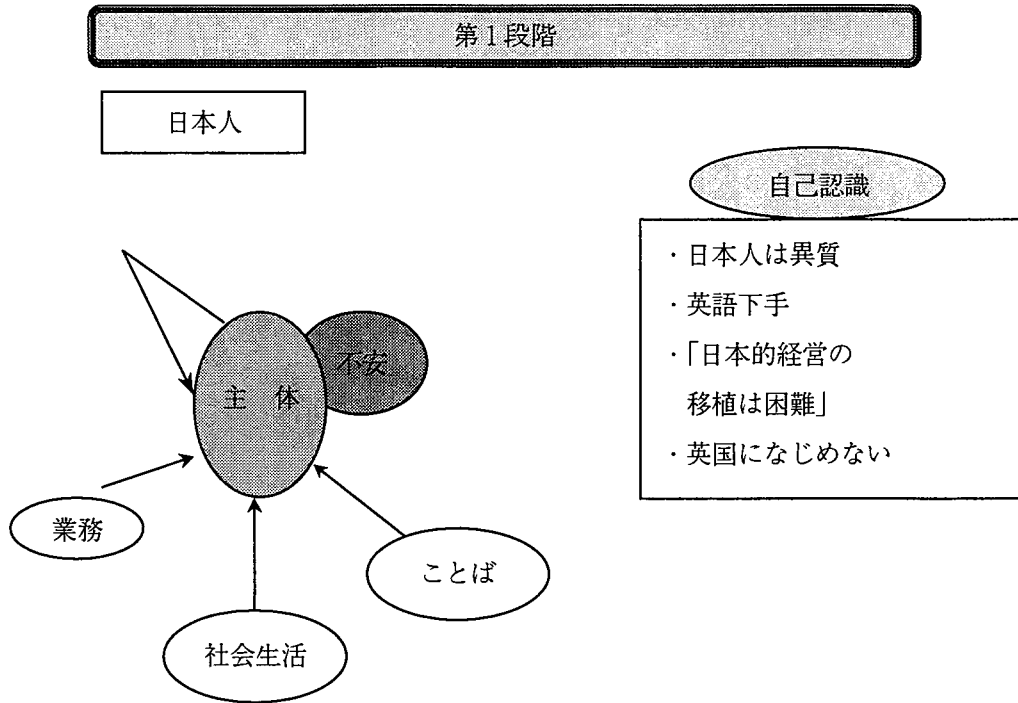 第1段階
日本人
自己認識
・日本人は異質
・英語下手
・「日本的経営の
移植は困難」
・英国になじめない
不安
主 体
業務
ことば
社会生活